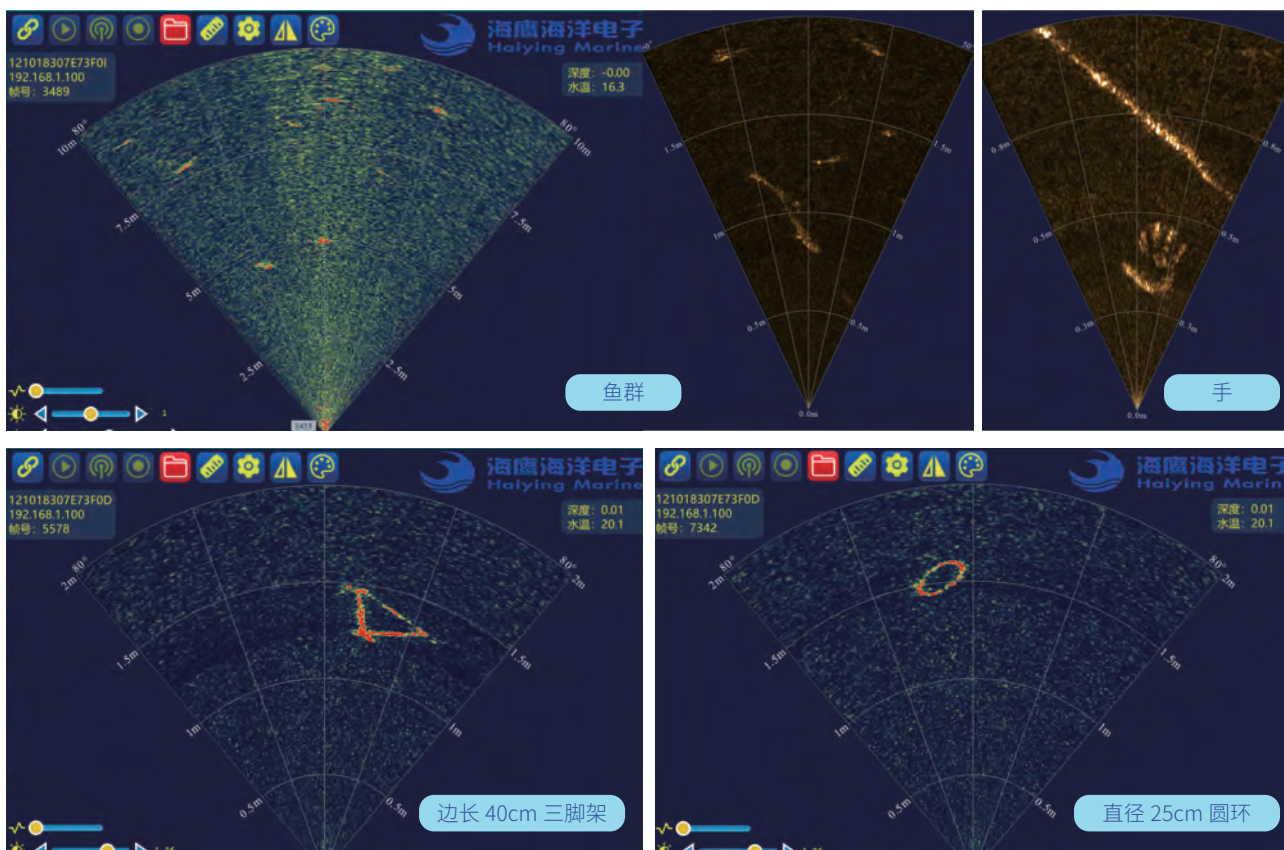 海鹰海洋电子
Haiying Marine
121018307E73F0I
192.168.1.100
帧号：3489
深度：-0.00
水温：16.3
80°
80°
10m
10m
7.5m
7.5m
5m
5m
2.5m
2.5m
鱼群
50°
1.5m
1.5m
1m
1m
0.5m
0.5m
0.0m
0.8m
0.8m
0.5m
0.5m
0.3m
0.3m
0.0m
手
海鹰海洋电子
Haiying Marine
121018307E73F0D
192.168.1.100
帧号：5578
深度：0.01
水温：20.1
80°
80°
2m
2m
1.5m
1.5m
1m
1m
0.5m
0.5m
边长 40cm 三脚架
海鹰海洋电子
Haiying Marine
121018307E73F0D
192.168.1.100
帧号：7342
深度：0.01
水温：20.1
80°
80°
2m
2m
1.5m
1.5m
1m
1m
0.5m
0.5m
直径 25cm 圆环